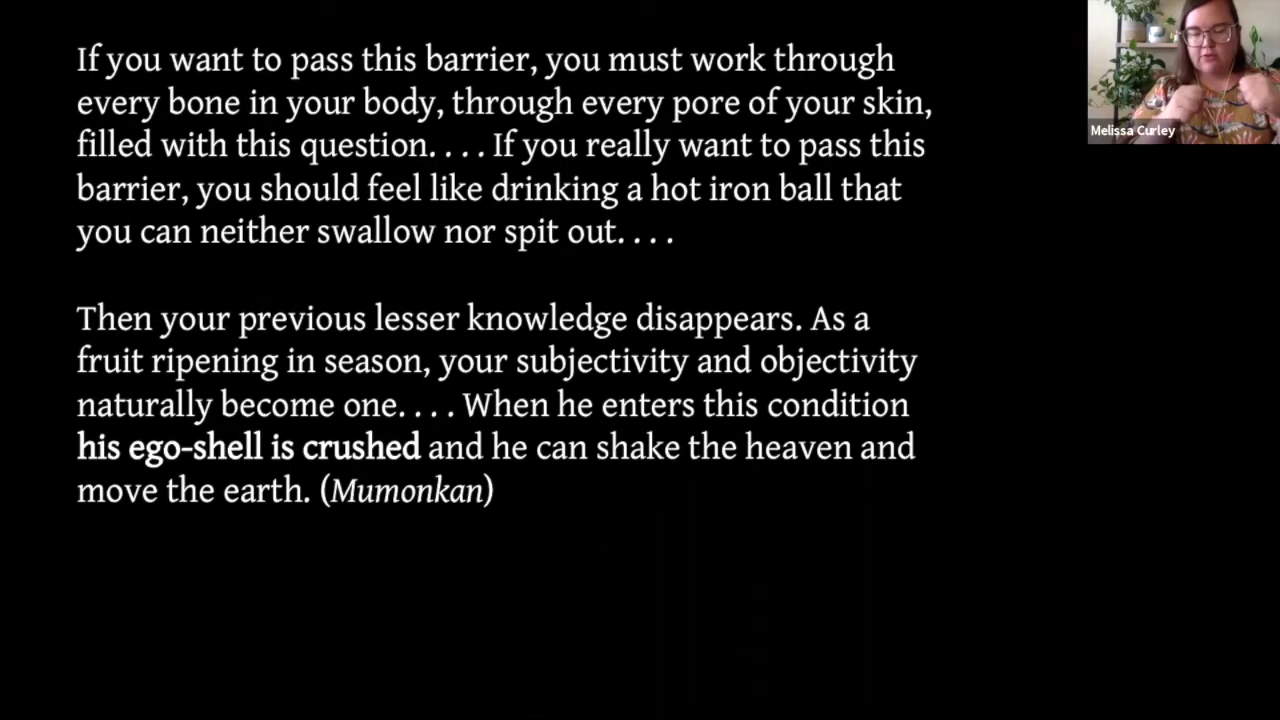 If you want to pass this barrier, you must work through
every bone in your body, through every pore of your skin,
filled with this question. . . . If you really want to pass this
barrier, you should feel like drinking a hot iron ball that
you can neither swallow nor spit out. . . .
Then your previous lesser knowledge disappears. As a
fruit ripening in season, your subjectivity and objectivity
naturally become one. . . . When he enters this condition
his ego-shell is crushed and he can shake the heaven and
move the earth. (Mumonkan)
Melissa Curley